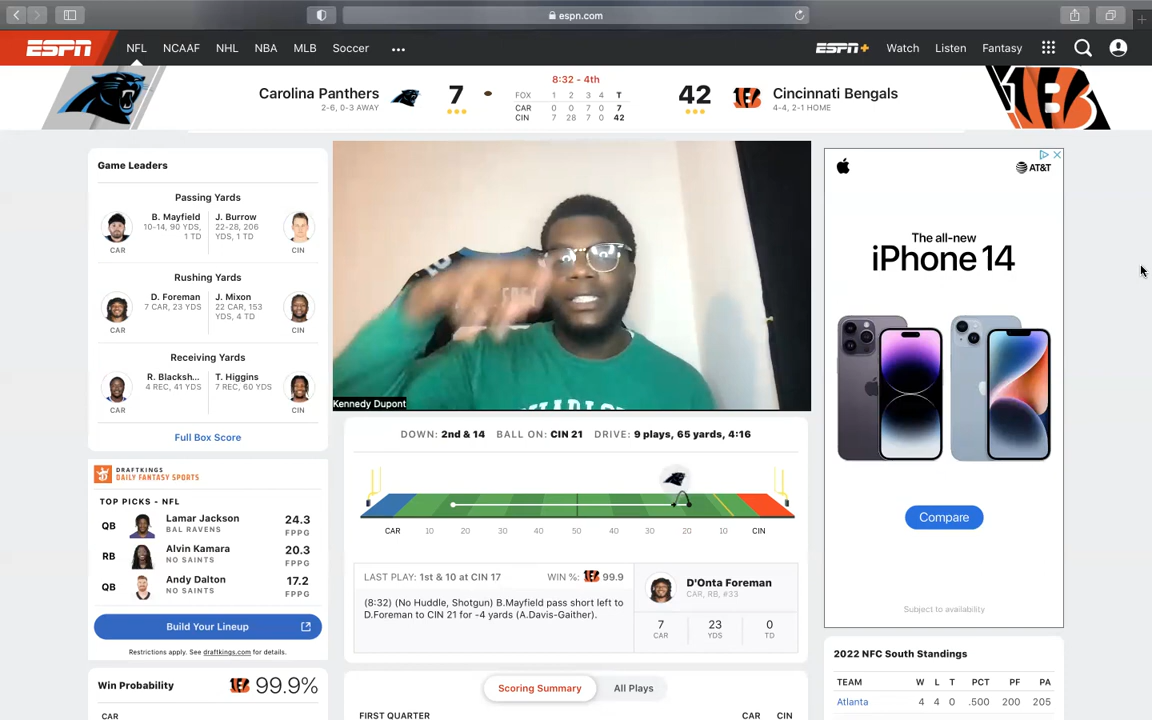 espn.com
ESPN NFL NCAAF NHL NBA MLB Soccer ••• ESPN+ Watch Listen Fantasy
Carolina Panthers
2-6, 0-3 AWAY
7
8:32 - 4th
FOX 1 2 3 4 T
CAR 0 0 7 0 7
CIN 7 28 7 0 42
42
Cincinnati Bengals
4-4, 2-1 HOME
Game Leaders
Passing Yards
B. Mayfield
10-14, 90 YDS,
1 TD
CAR
J. Burrow
22-28, 206
YDS, 1 TD
CIN
Rushing Yards
D. Foreman
7 CAR, 23 YDS
CAR
J. Mixon
22 CAR, 153
YDS, 4 TD
CIN
Receiving Yards
R. Blacksh...
4 REC, 41 YDS
CAR
T. Higgins
7 REC, 60 YDS
CIN
Full Box Score
DRAFTKINGS
DAILY FANTASY SPORTS
TOP PICKS - NFL
QB Lamar Jackson 24.3
BAL RAVENS FPPG
RB Alvin Kamara 20.3
NO SAINTS FPPG
QB Andy Dalton 17.2
NO SAINTS FPPG
Build Your Lineup
Restrictions apply. See draftkings.com for details.
Win Probability 99.9%
CAR
Kennedy Dupont
DOWN: 2nd & 14 BALL ON: CIN 21 DRIVE: 9 plays, 65 yards, 4:16
CAR 10 20 30 40 50 40 30 20 10 CIN
LAST PLAY: 1st & 10 at CIN 17 WIN %: 99.9
(8:32) (No Huddle, Shotgun) B.Mayfield pass short left to
D.Foreman to CIN 21 for -4 yards (A.Davis-Gaither).
D'Onta Foreman
CAR, RB, #33
7 23 0
CAR YDS TD
Scoring Summary All Plays
FIRST QUARTER CAR CIN
AT&T
The all-new
iPhone 14
Compare
Subject to availability
2022 NFC South Standings
TEAM W L T PCT PF PA
Atlanta 4 4 0 .500 200 205